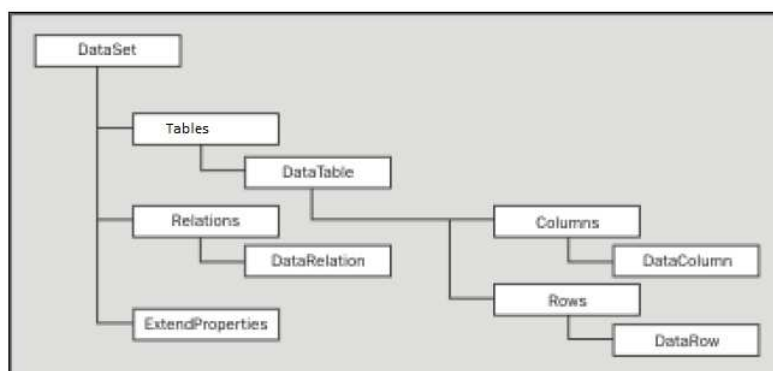 DataSet
Tables
DataTable
Relations
Columns
DataRelation
DataColumn
Rows
ExtendProperties
DataRow